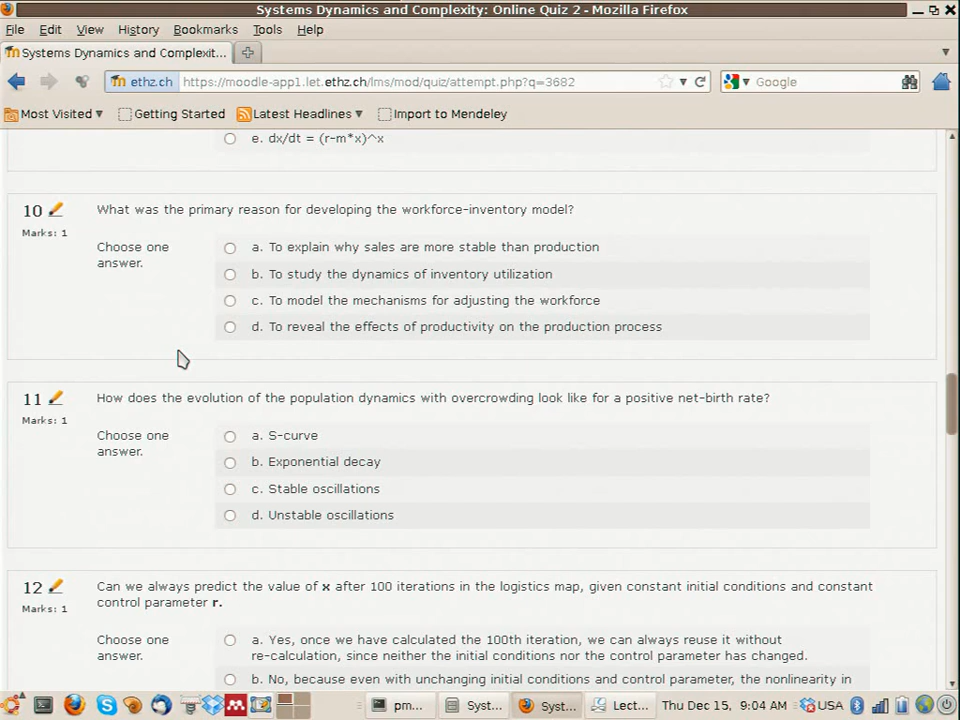 Systems Dynamics and Complexity: Online Quiz 2 - Mozilla Firefox
File Edit View History Bookmarks Tools Help
Systems Dynamics and Complexit...
ethz.ch https://moodle-app1.let.ethz.ch/lms/mod/quiz/attempt.php?q=3682 Google
Most Visited Getting Started Latest Headlines Import to Mendeley
e. dx/dt = (r-m*x)^x
10 What was the primary reason for developing the workforce-inventory model?
Marks: 1
Choose one answer.
a. To explain why sales are more stable than production
b. To study the dynamics of inventory utilization
c. To model the mechanisms for adjusting the workforce
d. To reveal the effects of productivity on the production process
11 How does the evolution of the population dynamics with overcrowding look like for a positive net-birth rate?
Marks: 1
Choose one answer.
a. S-curve
b. Exponential decay
c. Stable oscillations
d. Unstable oscillations
12 Can we always predict the value of x after 100 iterations in the logistics map, given constant initial conditions and constant
control parameter r.
Marks: 1
Choose one answer.
a. Yes, once we have calculated the 100th iteration, we can always reuse it without
re-calculation, since neither the initial conditions nor the control parameter has changed.
b. No, because even with unchanging initial conditions and control parameter, the nonlinearity in
pm... Syst... Syst... Lect... USA Thu Dec 15, 9:04 AM